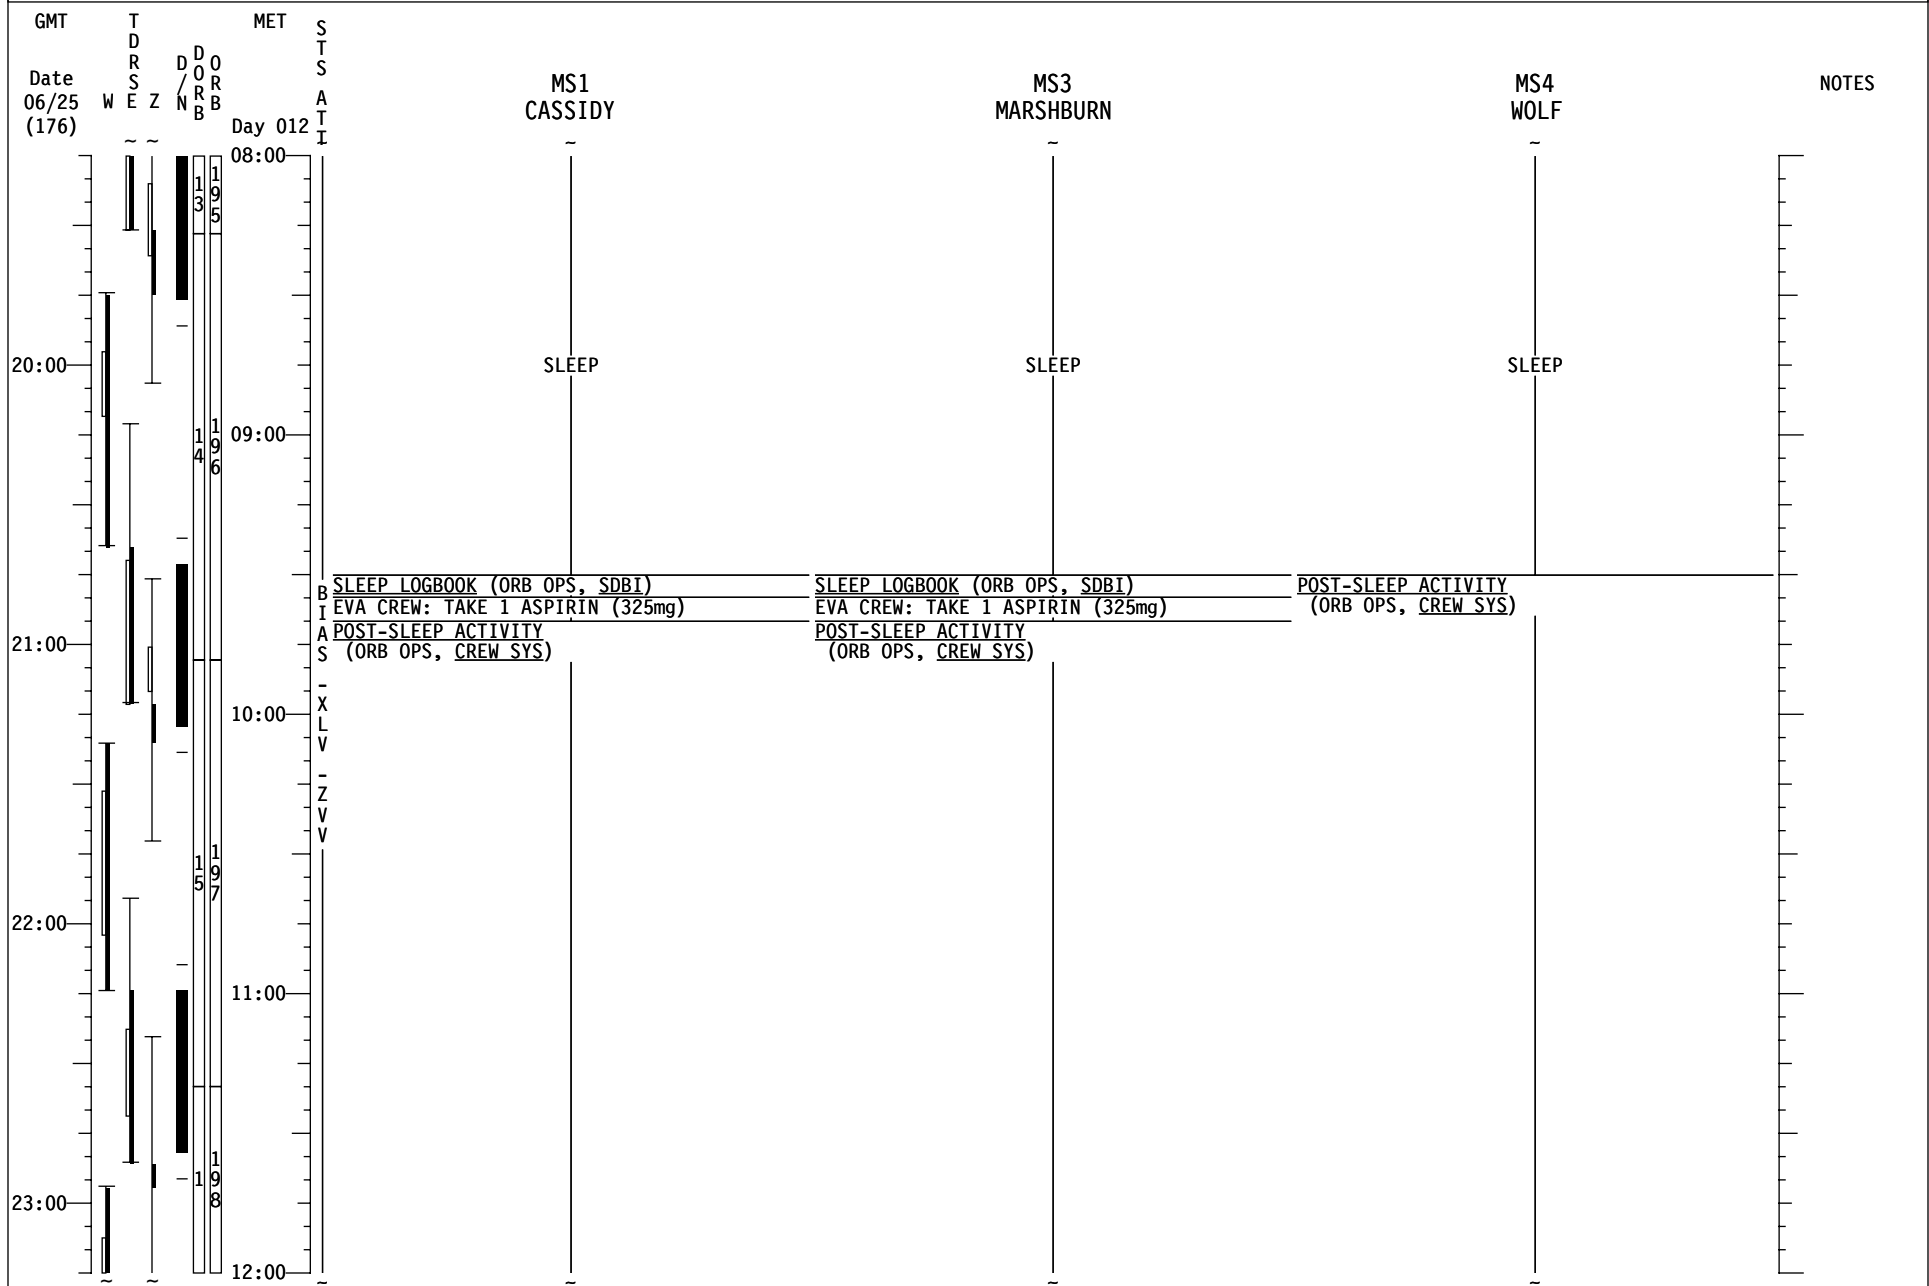 GMT
TDRS
MET
STS ATT
Date
06/25
(176)
W E Z
D/N
DORB
ORB
Day 012
MS1
CASSIDY
MS3
MARSHBURN
MS4
WOLF
NOTES
~ ~ ~ ~ ~
08:00
13
195
20:00
SLEEP
SLEEP
SLEEP
14
196
09:00
SLEEP LOGBOOK (ORB OPS, SDBI)
EVA CREW: TAKE 1 ASPIRIN (325mg)
POST-SLEEP ACTIVITY
(ORB OPS, CREW SYS)
SLEEP LOGBOOK (ORB OPS, SDBI)
EVA CREW: TAKE 1 ASPIRIN (325mg)
POST-SLEEP ACTIVITY
(ORB OPS, CREW SYS)
POST-SLEEP ACTIVITY
(ORB OPS, CREW SYS)
BIAS -XLV -ZVV
21:00
10:00
15
197
22:00
11:00
1
198
23:00
12:00
~ ~ ~ ~ ~ ~